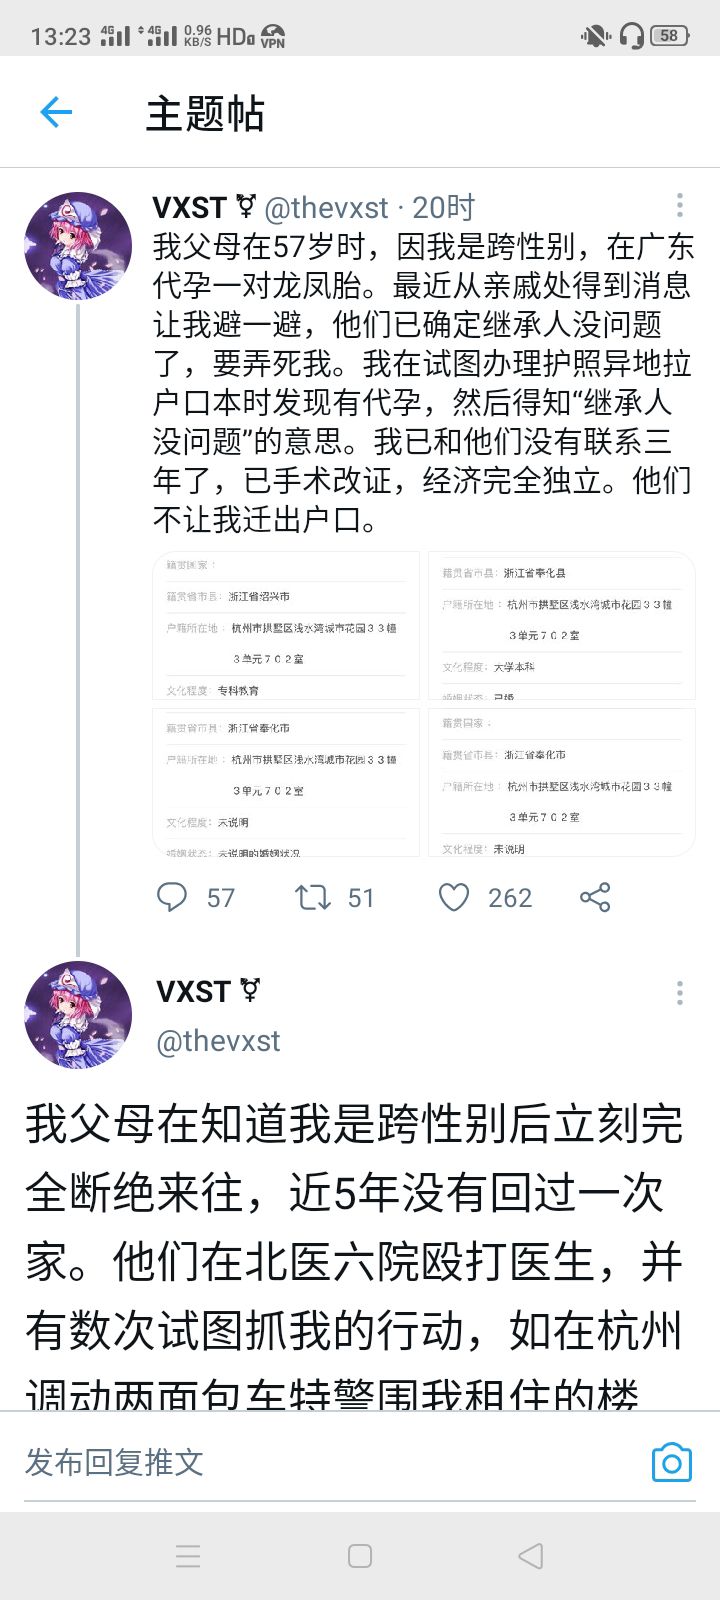 13:23 4G 4G 0.96 KB/S HD VPN 58
主题帖
VXST ⚧ @thevxst · 20时
我父母在57岁时，因我是跨性别，在广东
代孕一对龙凤胎。最近从亲戚处得到消息
让我避一避，他们已确定继承人没问题
了，要弄死我。我在试图办理护照异地拉
户口本时发现有代孕，然后得知“继承人
没问题”的意思。我已和他们没有联系三
年了，已手术改证，经济完全独立。他们
不让我迁出户口。
籍贯国家：
籍贯省市县：浙江省绍兴市
户籍所在地：杭州市拱墅区浅水湾城市花园３３幢
３单元７０２室
文化程度：专科教育
籍贯省市县：浙江省奉化县
户籍所在地：杭州市拱墅区浅水湾城市花园３３幢
３单元７０２室
文化程度：大学本科
婚姻状态：已婚
籍贯省市县：浙江省奉化市
户籍所在地：杭州市拱墅区浅水湾城市花园３３幢
３单元７０２室
文化程度：未说明
婚姻状态：未说明的婚姻状况
籍贯国家：
籍贯省市县：浙江省奉化市
户籍所在地：杭州市拱墅区浅水湾城市花园３３幢
３单元７０２室
文化程度：未说明
57 51 262
VXST ⚧
@thevxst
我父母在知道我是跨性别后立刻完
全断绝来往，近5年没有回过一次
家。他们在北医六院殴打医生，并
有数次试图抓我的行动，如在杭州
调动两面包车特警围我租住的楼
发布回复推文